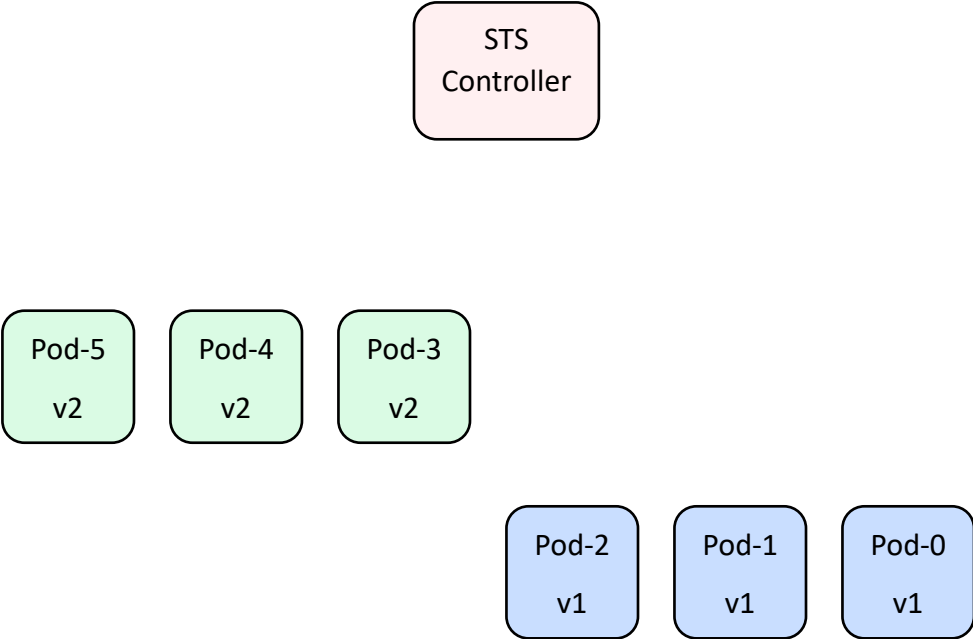 STS
Controller
Pod-5
v2
Pod-4
v2
Pod-3
v2
Pod-2
v1
Pod-1
v1
Pod-0
v1